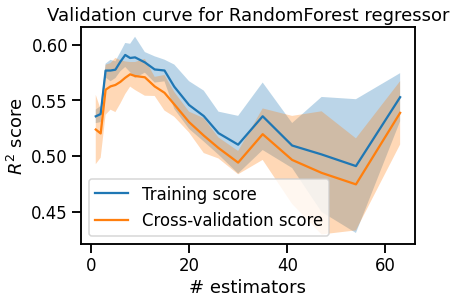 Validation curve for RandomForest regressor
0.60
0.55
0.50
0.45
R² score
Training score
Cross-validation score
0
20
40
60
# estimators